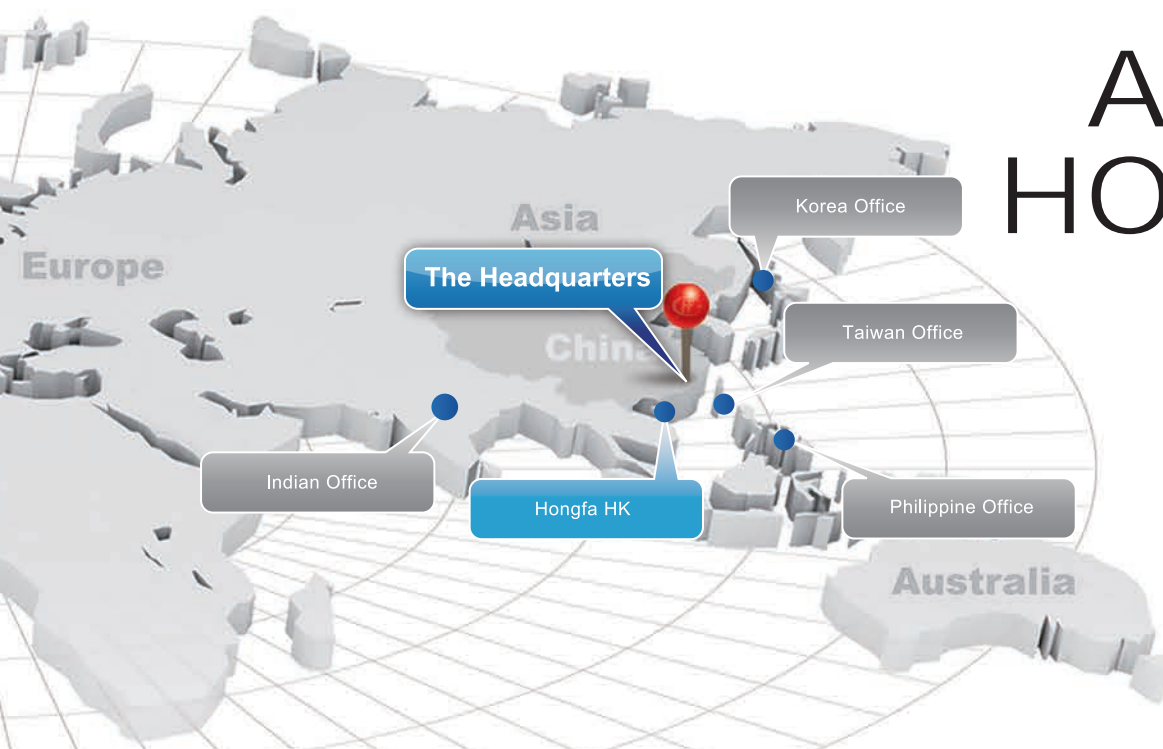 A
HO
Korea Office
Asia
Europe
The Headquarters
Taiwan Office
China
Indian Office
Hongfa HK
Philippine Office
Australia